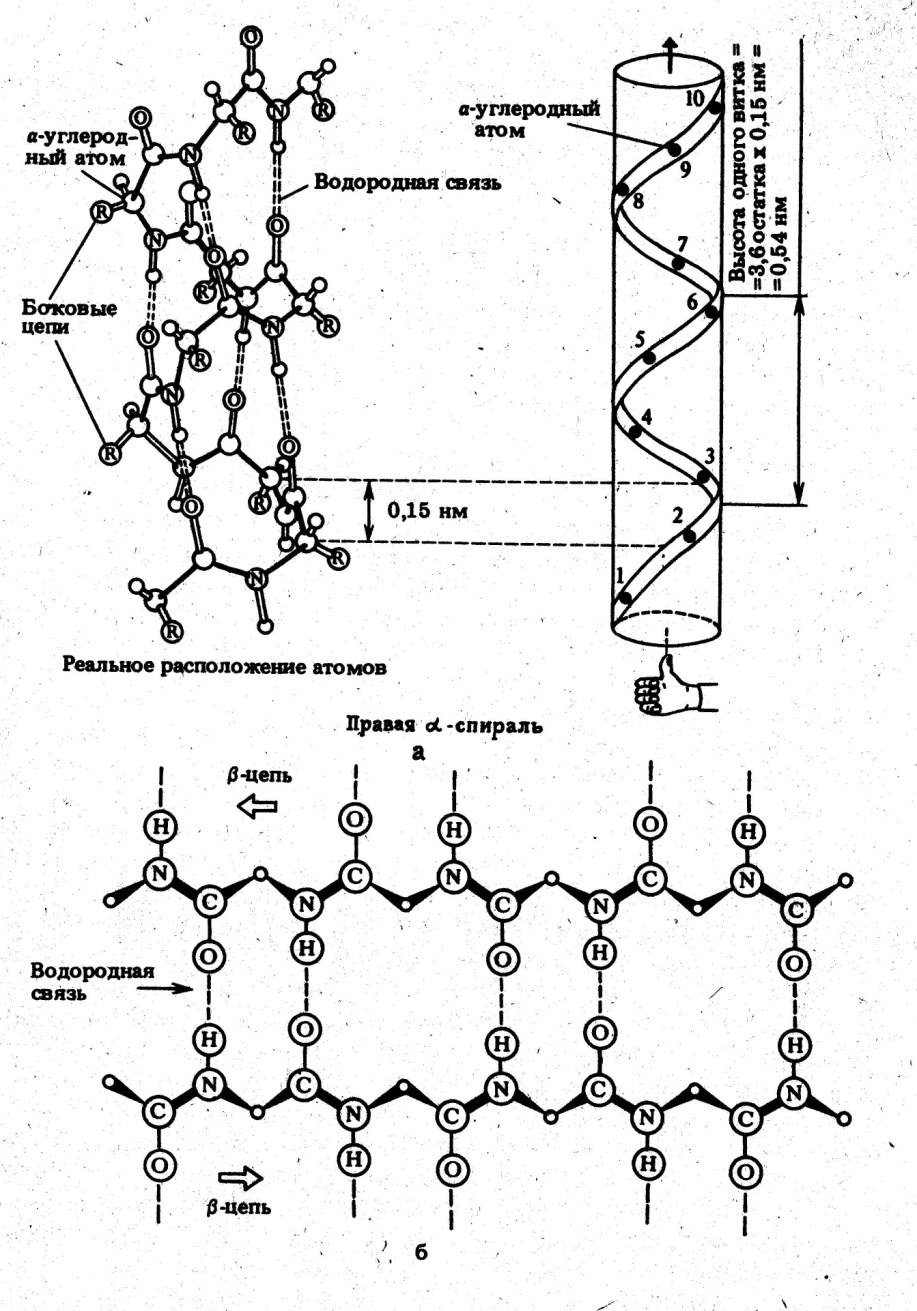 α-углерод-
ный атом
Водородная связь
Боковые
цепи
0,15 нм
Реальное расположение атомов
α-углеродный
атом
10
9
8
7
6
5
4
3
2
1
Высота одного витка =
=3,6 остатка х 0,15 нм =
=0,54 нм
O
O
N
R
N
R
O
N
R
O
R
N
R
O
R
N
O
O
R
R
O
N
R
R
Правая α-спираль
а
β-цепь
H O H O H
N C N C N
C N C N C
O H O H O
Водородная
связь
H O H O H
N C N C N
C N C N C
O H O H O
β-цепь
б